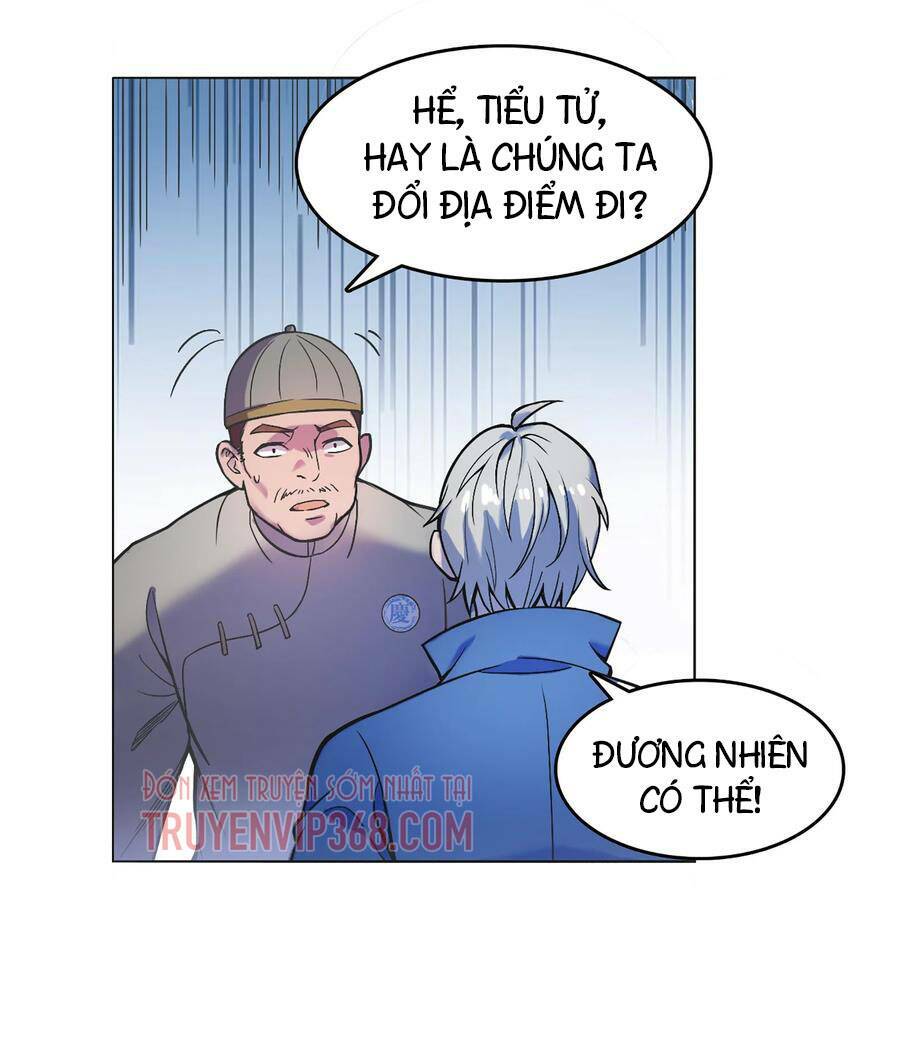 HỂ, TIỂU TỬ,
HAY LÀ CHÚNG TA
ĐỔI ĐỊA ĐIỂM ĐI?
慶
ĐƯƠNG NHIÊN
CÓ THỂ!
ĐÓN XEM TRUYỆN SỚM NHẤT TẠI
TRUYENVIP368.COM